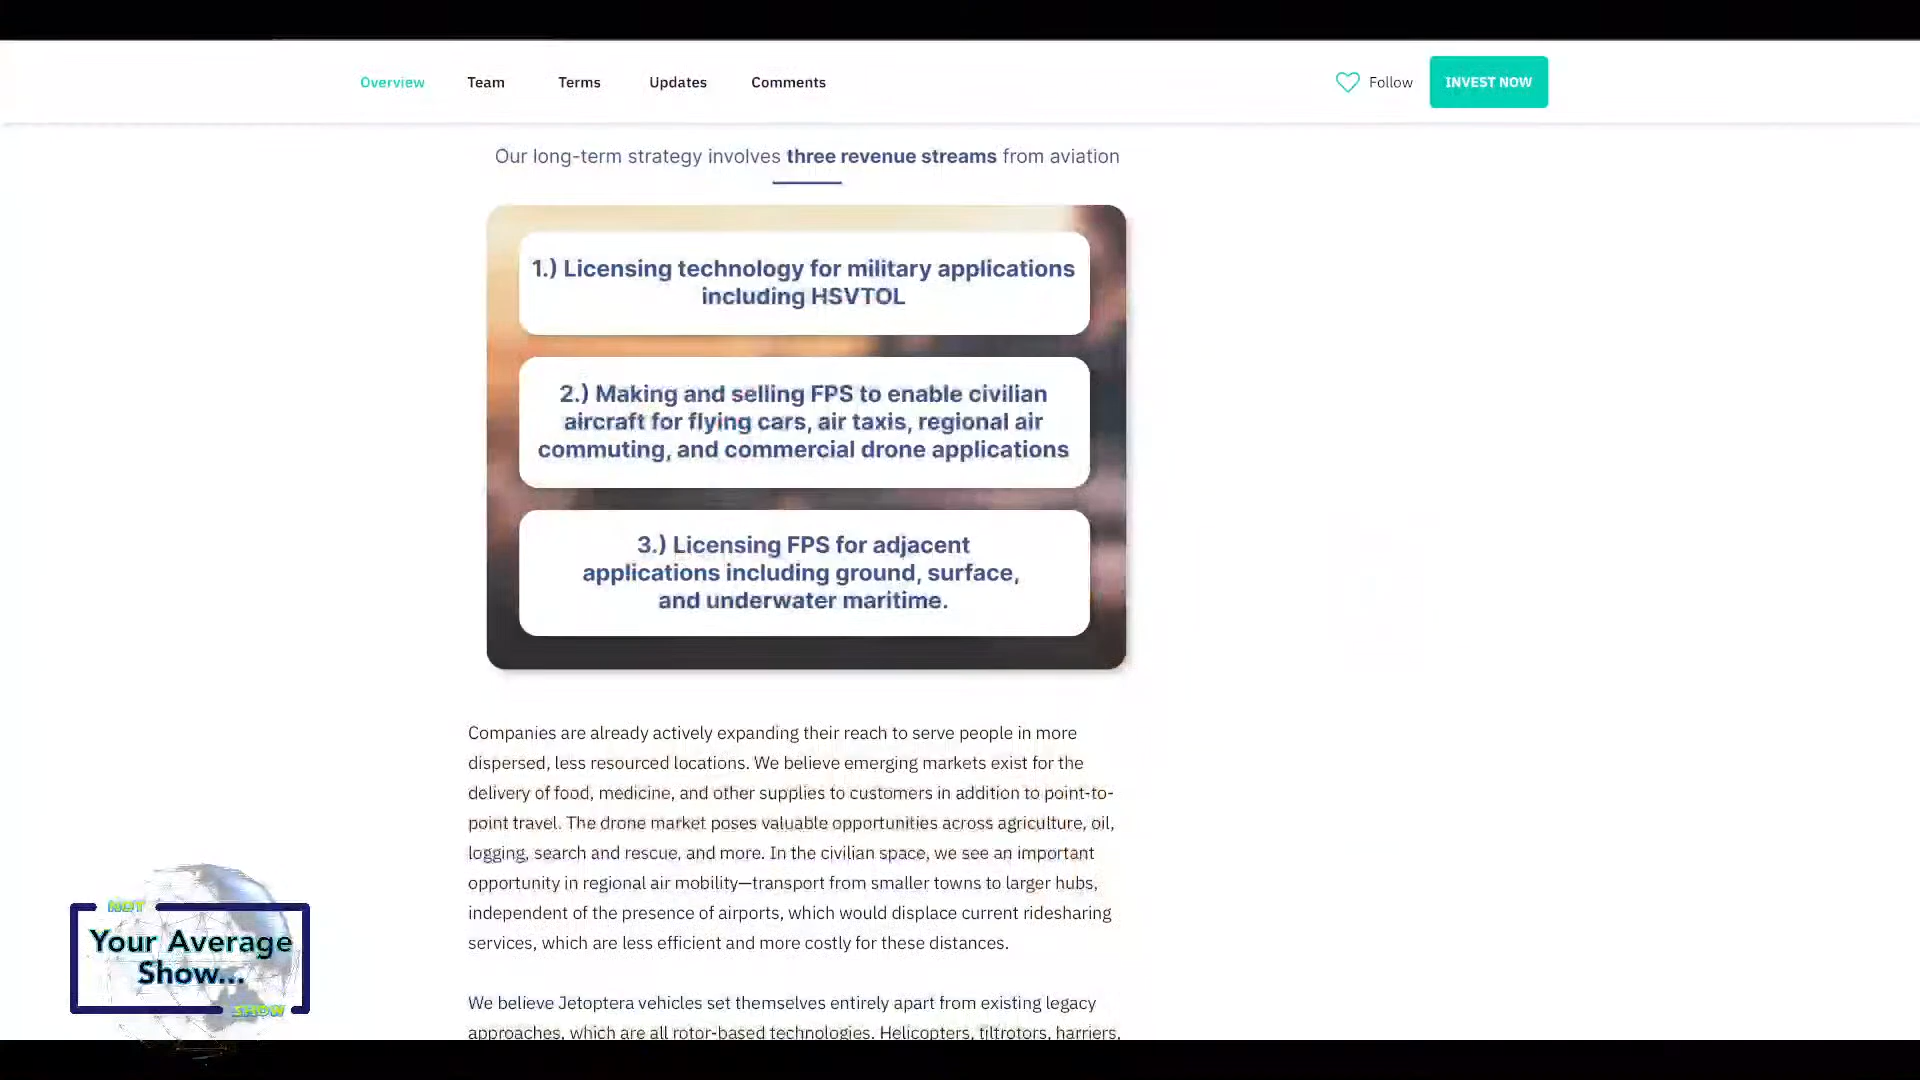 Overview Team Terms Updates Comments Follow INVEST NOW
Our long-term strategy involves three revenue streams from aviation
1.) Licensing technology for military applications
including HSVTOL
2.) Making and selling FPS to enable civilian
aircraft for flying cars, air taxis, regional air
commuting, and commercial drone applications
3.) Licensing FPS for adjacent
applications including ground, surface,
and underwater maritime.
Companies are already actively expanding their reach to serve people in more
dispersed, less resourced locations. We believe emerging markets exist for the
delivery of food, medicine, and other supplies to customers in addition to point-to-
point travel. The drone market poses valuable opportunities across agriculture, oil,
logging, search and rescue, and more. In the civilian space, we see an important
opportunity in regional air mobility—transport from smaller towns to larger hubs,
independent of the presence of airports, which would displace current ridesharing
services, which are less efficient and more costly for these distances.
We believe Jetoptera vehicles set themselves entirely apart from existing legacy
approaches, which are all rotor-based technologies. Helicopters, tiltrotors, harriers,
NOT
Your Average
Show...
SHOW